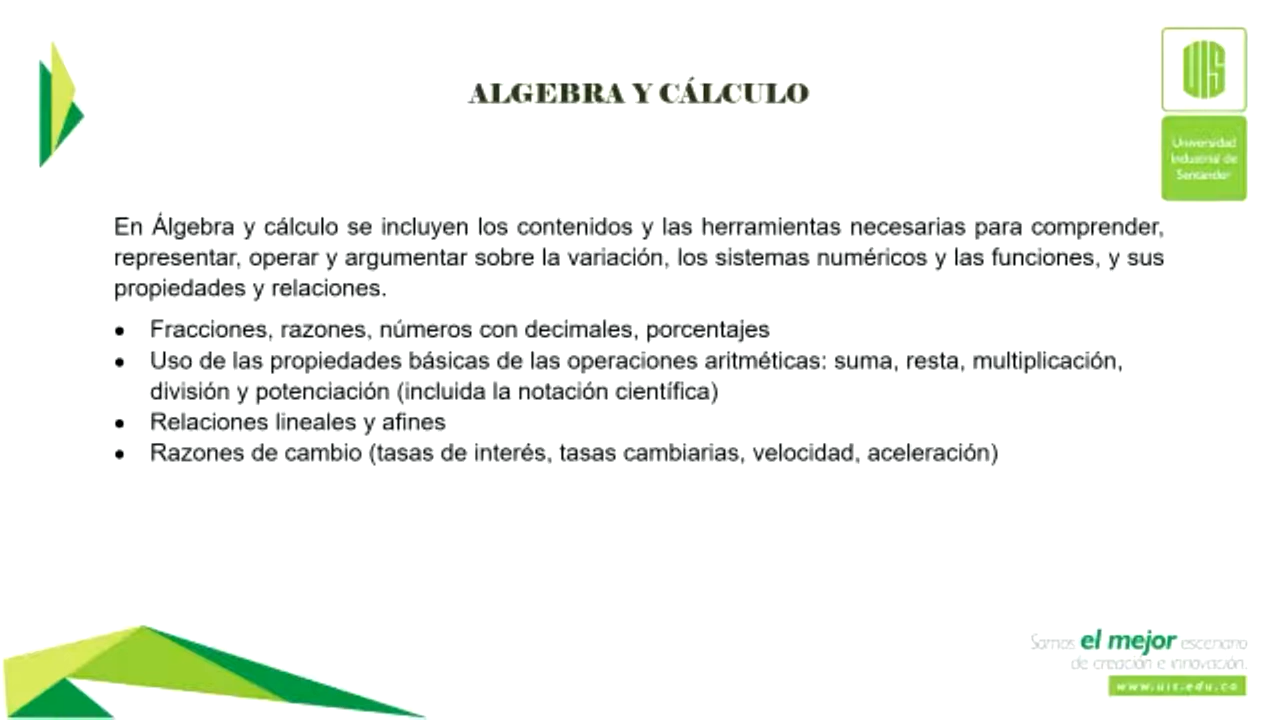 ALGEBRA Y CÁLCULO
UIS
Universidad
Industrial de
Santander
En Álgebra y cálculo se incluyen los contenidos y las herramientas necesarias para comprender,
representar, operar y argumentar sobre la variación, los sistemas numéricos y las funciones, y sus
propiedades y relaciones.
• Fracciones, razones, números con decimales, porcentajes
• Uso de las propiedades básicas de las operaciones aritméticas: suma, resta, multiplicación,
división y potenciación (incluida la notación científica)
• Relaciones lineales y afines
• Razones de cambio (tasas de interés, tasas cambiarias, velocidad, aceleración)
Somos el mejor escenario
de creación e innovación.
www.uis.edu.co